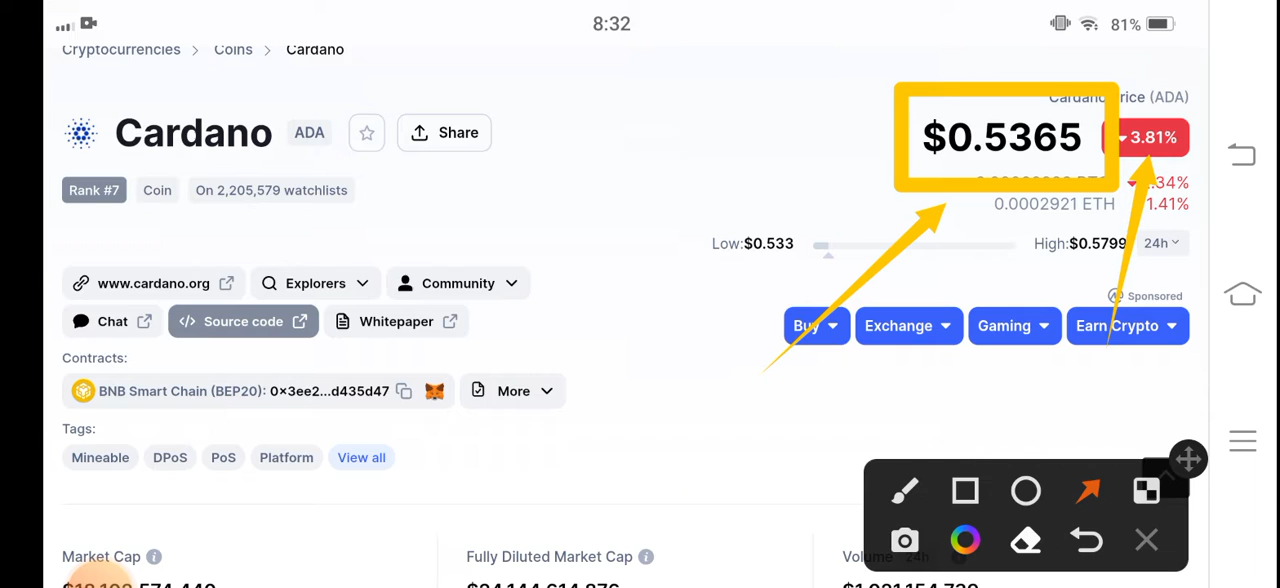 8:32
81%
Cryptocurrencies > Coins > Cardano
Cardano Price (ADA)
Cardano ADA Share
$0.5365 3.81%
Rank #7 Coin On 2,205,579 watchlists
0.0002921 ETH 1.41%
Low:$0.533 High:$0.5799 24h
www.cardano.org Explorers Community
Sponsored
Chat </> Source code Whitepaper
Buy Exchange Gaming Earn Crypto
Contracts:
BNB Smart Chain (BEP20): 0x3ee2...d435d47 More
Tags:
Mineable DPoS PoS Platform View all
Market Cap Fully Diluted Market Cap